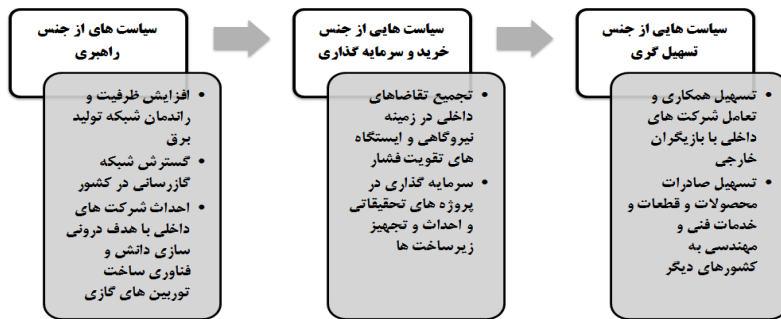 سیاست های از جنس
راهبری
افزایش ظرفیت و
راندمان شبکه تولید
برق
گسترش شبکه
گازرسانی در کشور
احداث شرکت های
داخلی با هدف درونی
سازی دانش و
فناوری ساخت
توربین های گازی
سیاست هایی از جنس
خرید و سرمایه گذاری
تجمیع تقاضاهای
داخلی در زمینه
نیروگاهی و ایستگاه
های تقویت فشار
سرمایه گذاری در
پروژه های تحقیقاتی
و احداث و تجهیز
زیرساخت ها
سیاست هایی از جنس
تسهیل گری
تسهیل همکاری و
تعامل شرکت های
داخلی با بازیگران
خارجی
تسهیل صادرات
محصولات و قطعات و
خدمات فنی و
مهندسی به
کشورهای دیگر